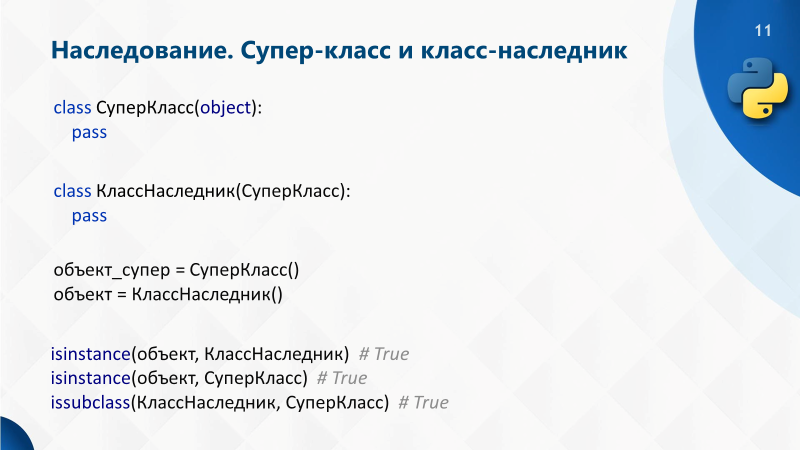 11
Наследование. Супер-класс и класс-наследник
class СуперКласс(object):
    pass
class КлассНаследник(СуперКласс):
    pass
объект_супер = СуперКласс()
объект = КлассНаследник()
isinstance(объект, КлассНаследник)  # True
isinstance(объект, СуперКласс)  # True
issubclass(КлассНаследник, СуперКласс)  # True